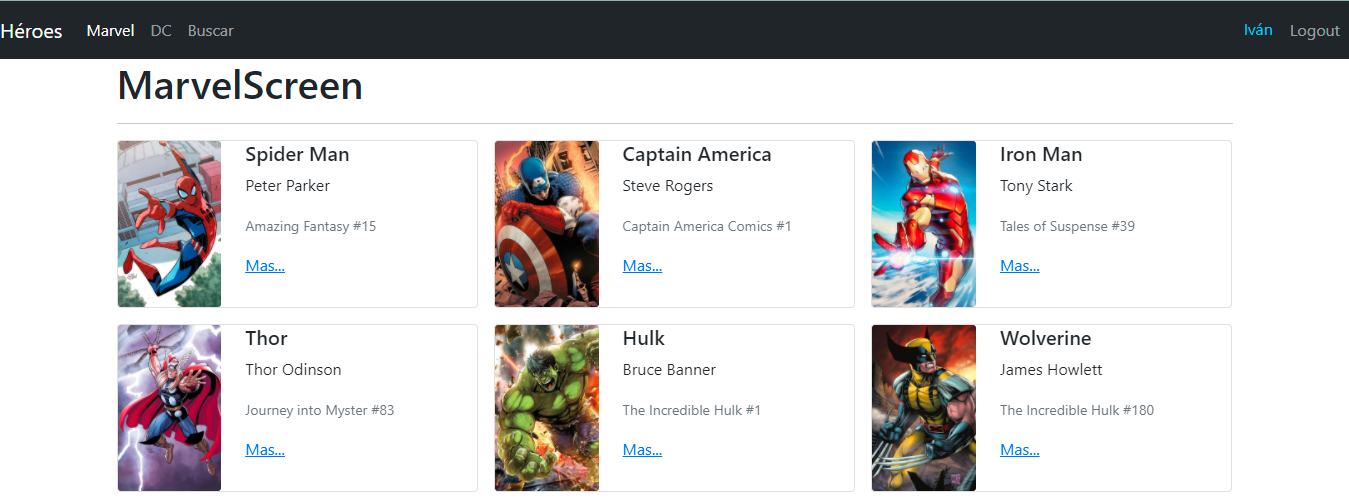 Héroes Marvel DC Buscar Iván Logout
MarvelScreen
Spider Man
Peter Parker
Amazing Fantasy #15
Mas...
Captain America
Steve Rogers
Captain America Comics #1
Mas...
Iron Man
Tony Stark
Tales of Suspense #39
Mas...
Thor
Thor Odinson
Journey into Myster #83
Mas...
Hulk
Bruce Banner
The Incredible Hulk #1
Mas...
Wolverine
James Howlett
The Incredible Hulk #180
Mas...